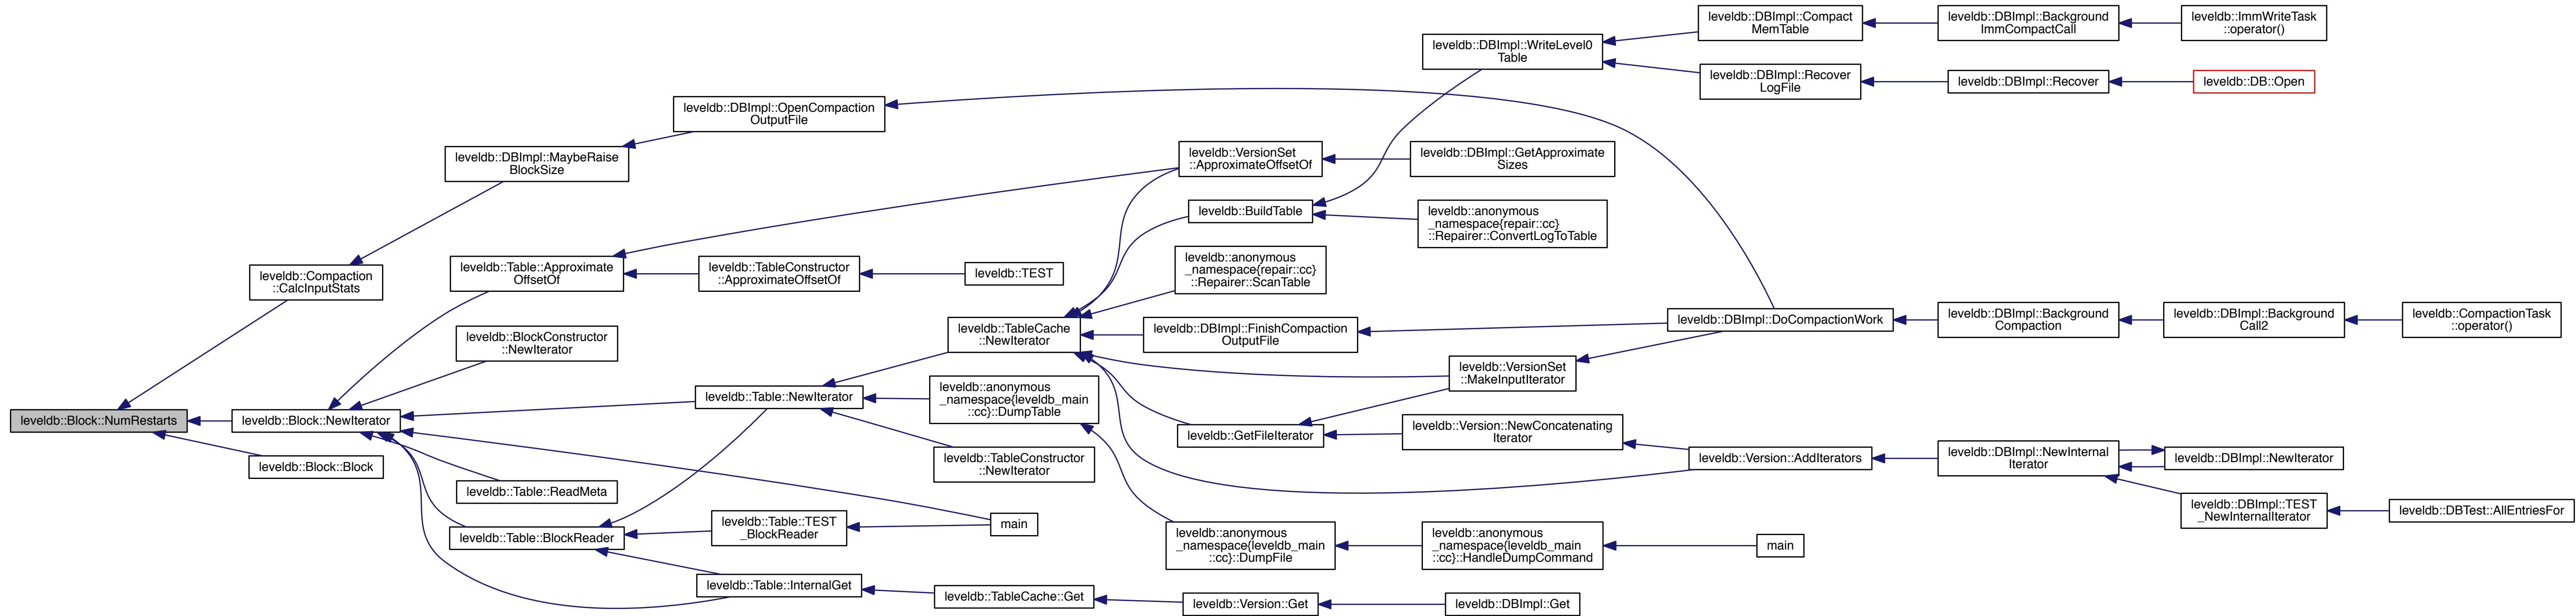 leveldb::Block::NumRestarts
leveldb::Compaction
::CalcInputStats
leveldb::Block::NewIterator
leveldb::Block::Block
leveldb::DBImpl::MaybeRaise
BlockSize
leveldb::Table::Approximate
OffsetOf
leveldb::BlockConstructor
::NewIterator
leveldb::Table::ReadMeta
leveldb::Table::BlockReader
leveldb::DBImpl::OpenCompaction
OutputFile
leveldb::TableConstructor
::ApproximateOffsetOf
leveldb::Table::NewIterator
leveldb::Table::TEST
_BlockReader
leveldb::Table::InternalGet
leveldb::TEST
leveldb::TableCache
::NewIterator
leveldb::anonymous
_namespace{leveldb_main
::cc}::DumpTable
leveldb::TableConstructor
::NewIterator
main
leveldb::TableCache::Get
leveldb::VersionSet
::ApproximateOffsetOf
leveldb::BuildTable
leveldb::anonymous
_namespace{repair::cc}
::Repairer::ScanTable
leveldb::DBImpl::FinishCompaction
OutputFile
leveldb::GetFileIterator
leveldb::anonymous
_namespace{leveldb_main
::cc}::DumpFile
leveldb::Version::Get
leveldb::DBImpl::WriteLevel0
Table
leveldb::DBImpl::GetApproximate
Sizes
leveldb::anonymous
_namespace{repair::cc}
::Repairer::ConvertLogToTable
leveldb::VersionSet
::MakeInputIterator
leveldb::Version::NewConcatenating
Iterator
leveldb::anonymous
_namespace{leveldb_main
::cc}::HandleDumpCommand
leveldb::DBImpl::Get
leveldb::DBImpl::Compact
MemTable
leveldb::DBImpl::Recover
LogFile
leveldb::DBImpl::DoCompactionWork
leveldb::Version::AddIterators
main
leveldb::DBImpl::Background
ImmCompactCall
leveldb::DBImpl::Recover
leveldb::DBImpl::Background
Compaction
leveldb::DBImpl::NewInternal
Iterator
leveldb::ImmWriteTask
::operator()
leveldb::DB::Open
leveldb::DBImpl::Background
Call2
leveldb::DBImpl::NewIterator
leveldb::DBImpl::TEST
_NewInternalIterator
leveldb::CompactionTask
::operator()
leveldb::DBTest::AllEntriesFor